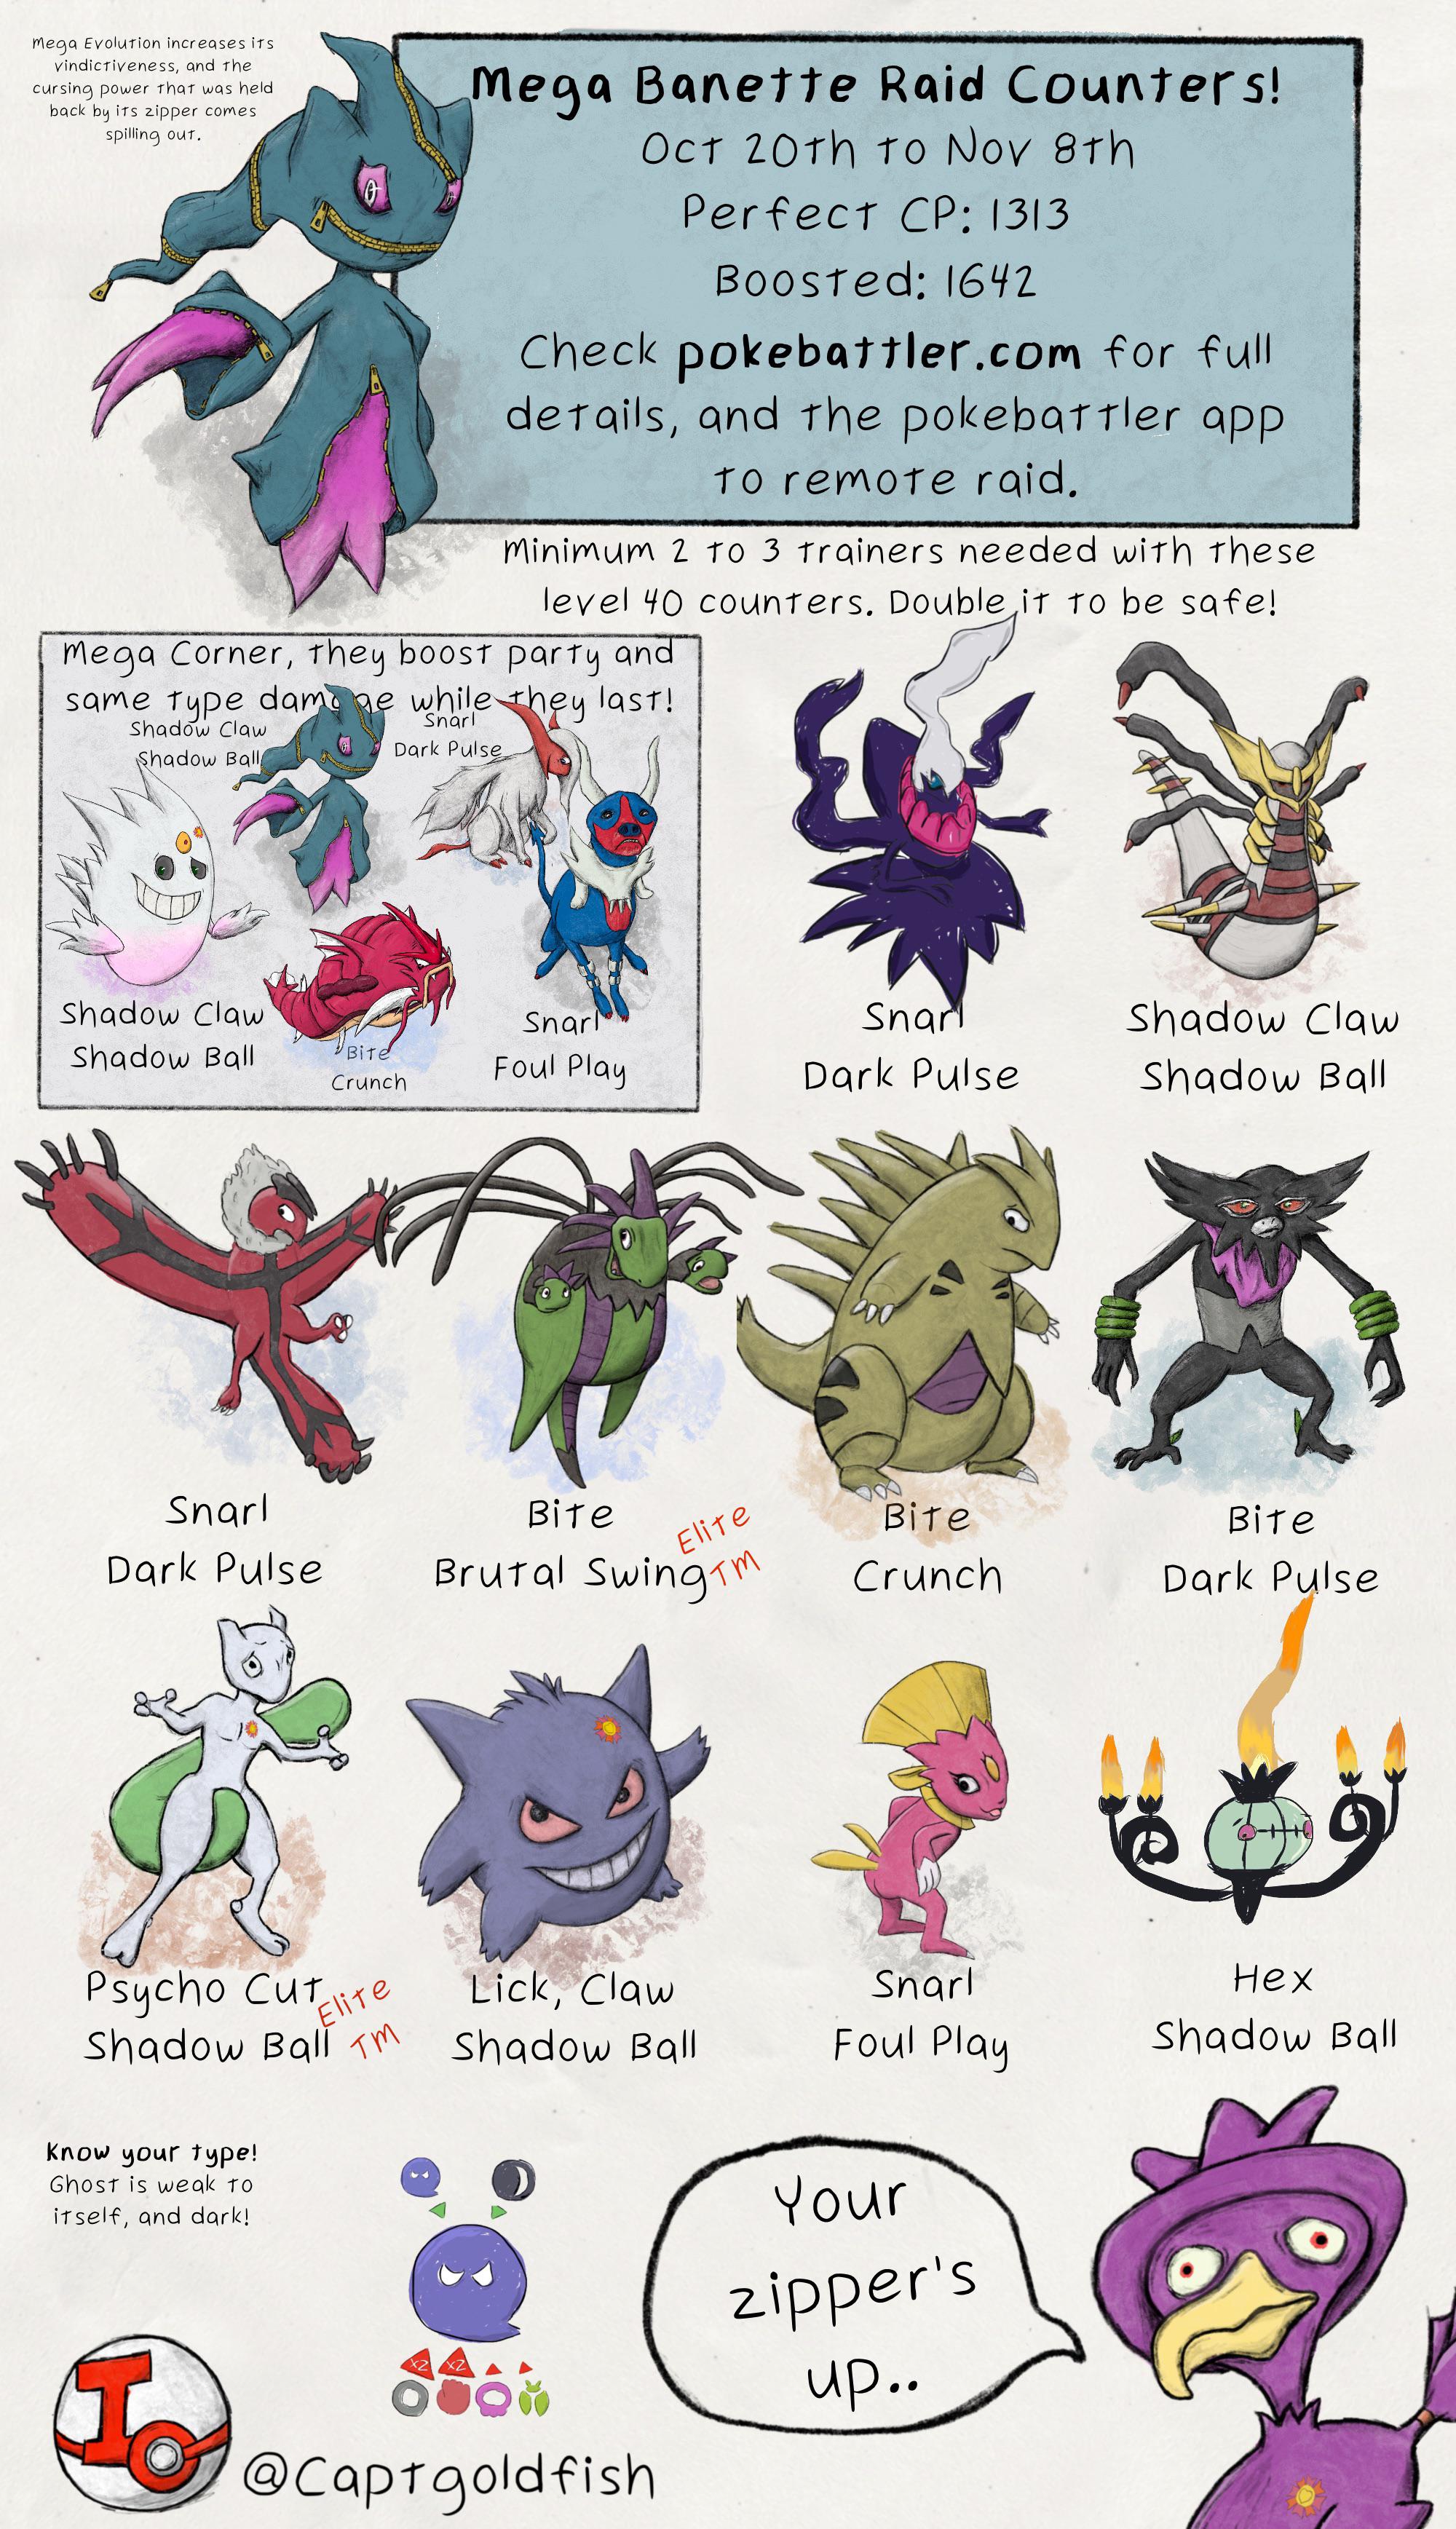 Mega Evolution increases its
vindictiveness, and the
cursing power that was held
back by its zipper comes
spilling out.
Mega Banette Raid Counters!
Oct 20th to Nov 8th
Perfect CP: 1313
Boosted: 1642
Check pokebattler.com for full
details, and the pokebattler app
to remote raid.
Minimum 2 to 3 trainers needed with these
level 40 counters. Double it to be safe!
Mega Corner, they boost party and
same type damage while they last!
Shadow Claw
Shadow Ball
Snarl
Dark Pulse
Shadow Claw
Shadow Ball
Bite
Crunch
Snarl
Foul Play
Snarl
Dark Pulse
Shadow Claw
Shadow Ball
Snarl
Dark Pulse
Bite
Brutal Swing
Elite
TM
Bite
Crunch
Bite
Dark Pulse
Psycho Cut
Shadow Ball
Elite
TM
Lick, Claw
Shadow Ball
Snarl
Foul Play
Hex
Shadow Ball
Know your type!
Ghost is weak to
itself, and dark!
x2 x2
Your
zipper's
up..
I
@Captgoldfish